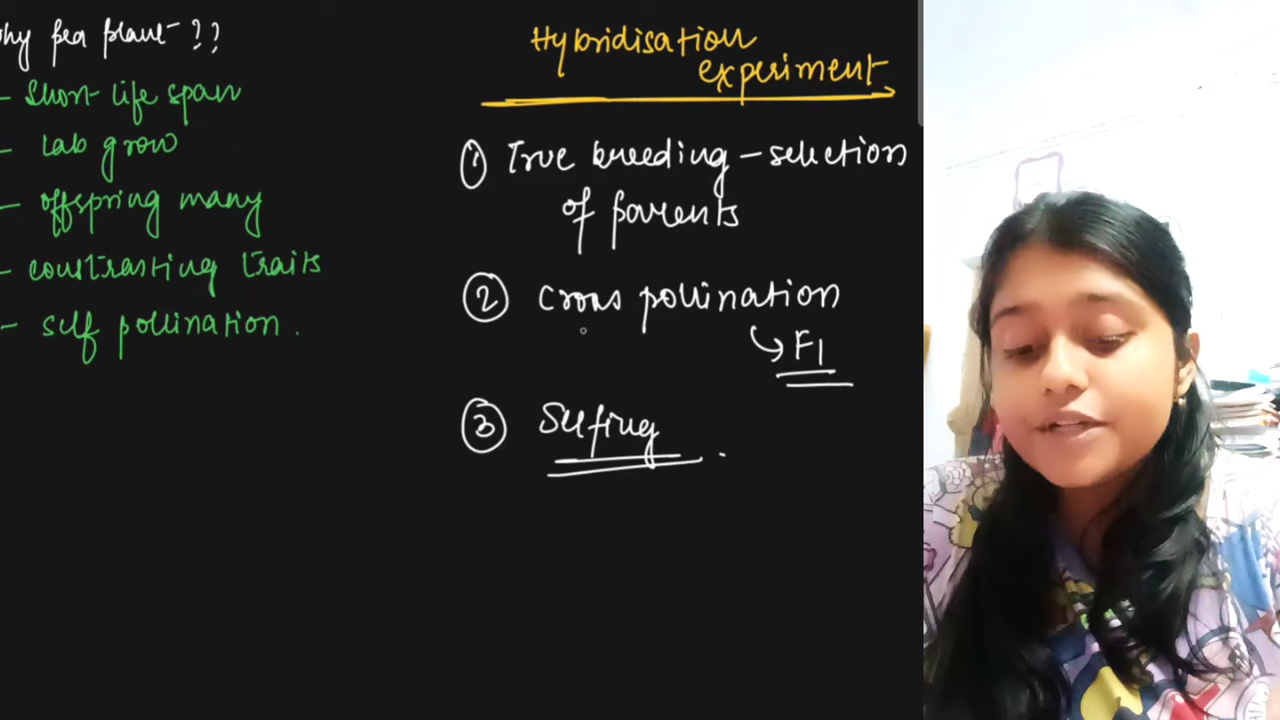 Why pea plant ??
- Short life span
- Lab grow
- offspring many
- contrasting traits
- self pollination .
Hybridisation
experiment
① True breeding - selection
of parents
② Cross pollination
↳ F1
③ Selfing .